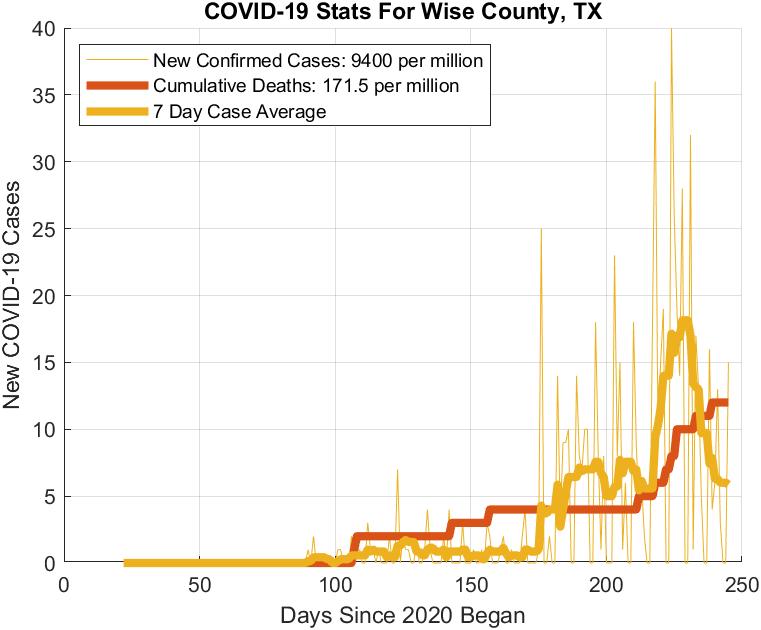 COVID-19 Stats For Wise County, TX
New Confirmed Cases: 9400 per million
Cumulative Deaths: 171.5 per million
7 Day Case Average
New COVID-19 Cases
40
35
30
25
20
15
10
5
0
0 50 100 150 200 250
Days Since 2020 Began